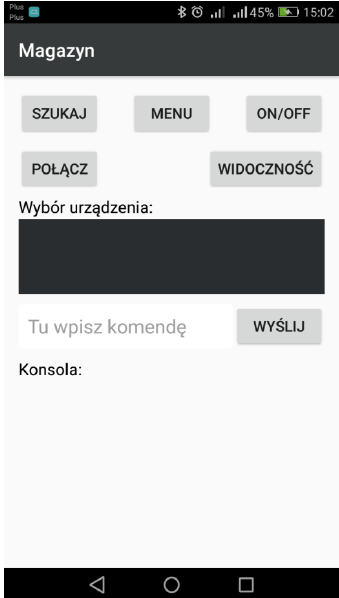 Plus
Plus
45% 15:02
Magazyn
SZUKAJ MENU ON/OFF
POŁĄCZ WIDOCZNOŚĆ
Wybór urządzenia:
Tu wpisz komendę WYŚLIJ
Konsola: